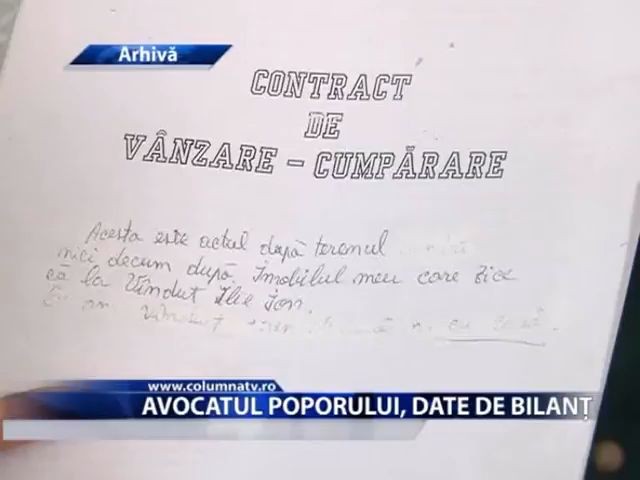 Arhivă
CONTRACT
DE
VÂNZARE - CUMPĂRARE
Acesta este actul după terenul
nici decum după Imobilul meu care zice
că la Vîndut Ilie Ion.
www.columnatv.ro
AVOCATUL POPORULUI, DATE DE BILANȚ